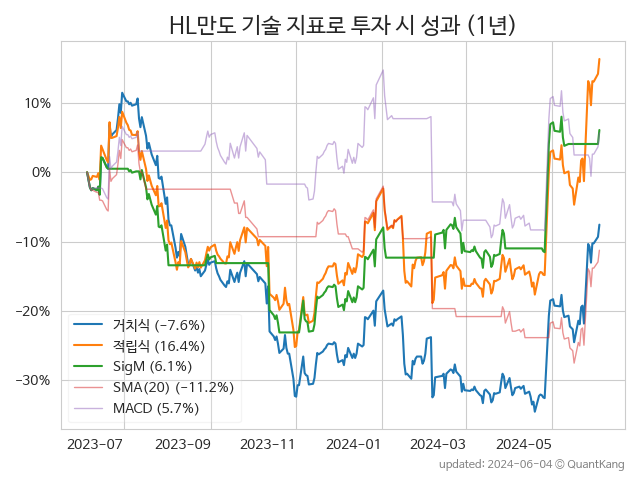 HL만도 기술 지표로 투자 시 성과 (1년)
10%
0%
−10%
−20%
−30%
거치식 (−7.6%)
적립식 (16.4%)
SigM (6.1%)
SMA(20) (−11.2%)
MACD (5.7%)
2023-07 2023-09 2023-11 2024-01 2024-03 2024-05
updated: 2024-06-04 © QuantKang